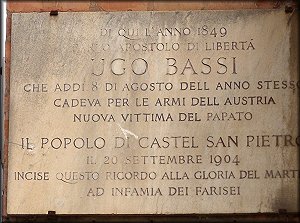 DI QUI L'ANNO 1849
APOSTOLO DI LIBERTÀ
UGO BASSI
CHE ADDI 8 DI AGOSTO DELL ANNO STESSO
CADEVA PER LE ARMI DELL AUSTRIA
NUOVA VITTIMA DEL PAPATO
IL POPOLO DI CASTEL SAN PIETRO
IL 20 SETTEMBRE 1904
INCISE QUESTO RICORDO ALLA GLORIA DEL MARTIRE
AD INFAMIA DEI FARISEI